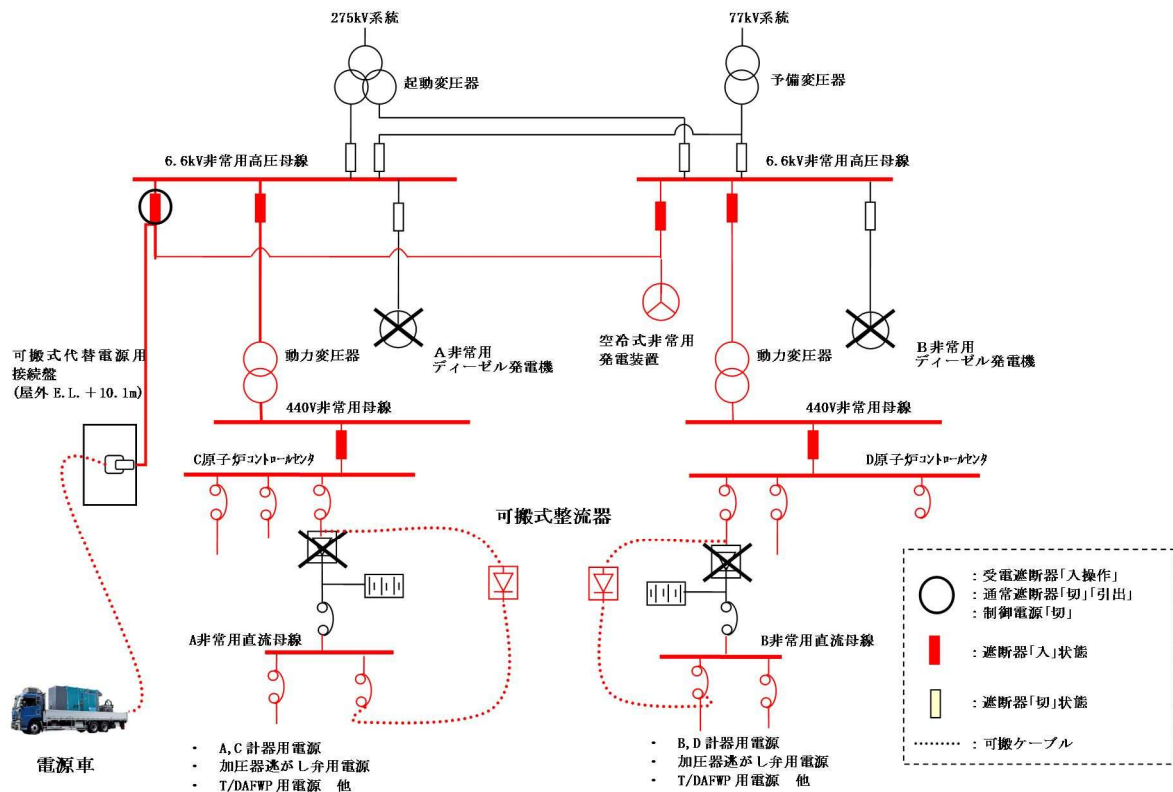 275kV系統
77kV系統
起動変圧器
予備変圧器
6.6kV非常用高圧母線
6.6kV非常用高圧母線
可搬式代替電源用
接続盤
(屋外 E.L.+10.1m)
動力変圧器
A非常用
ディーゼル発電機
空冷式非常用
発電装置
動力変圧器
B非常用
ディーゼル発電機
440V非常用母線
440V非常用母線
C原子炉コントロールセンタ
D原子炉コントロールセンタ
可搬式整流器
A非常用直流母線
B非常用直流母線
電源車
・ A,C 計器用電源
・ 加圧器逃がし弁用電源
・ T/DAFWP 用電源 他
・ B,D 計器用電源
・ 加圧器逃がし弁用電源
・ T/DAFWP 用電源 他
:受電遮断器「入操作」
:通常遮断器「切」「引出」
:制御電源「切」
:遮断器「入」状態
:遮断器「切」状態
:可搬ケーブル